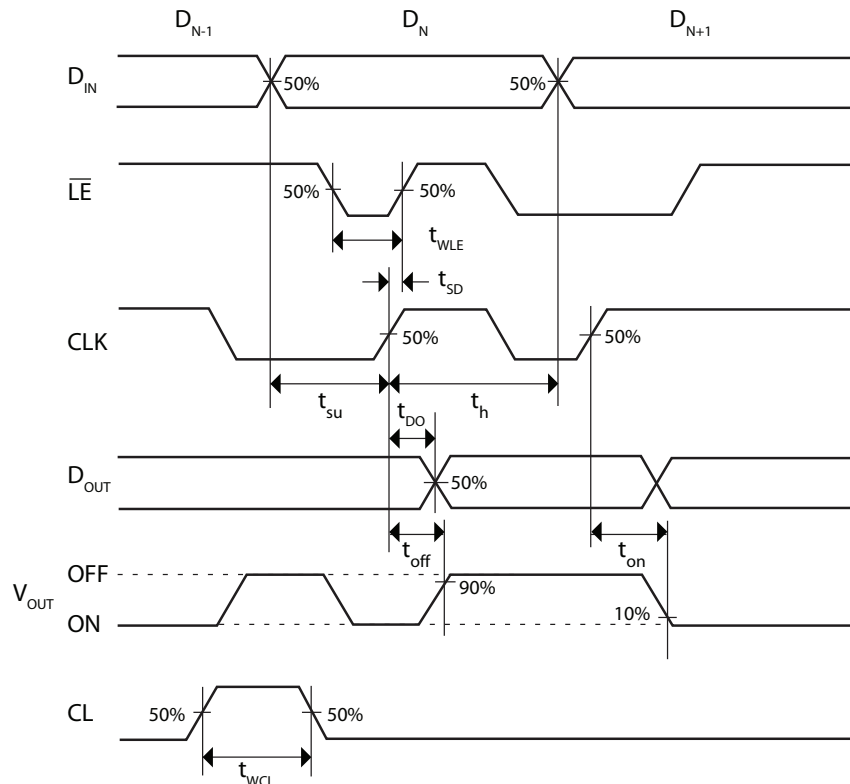 D_N-1 D_N D_N+1
D_IN 50% 50%
LE 50% 50%
t_WLE
t_SD
CLK 50% 50%
t_su t_DO t_h
D_OUT 50%
t_off t_on
V_OUT OFF 90%
ON 10%
CL 50% 50%
t_WCL